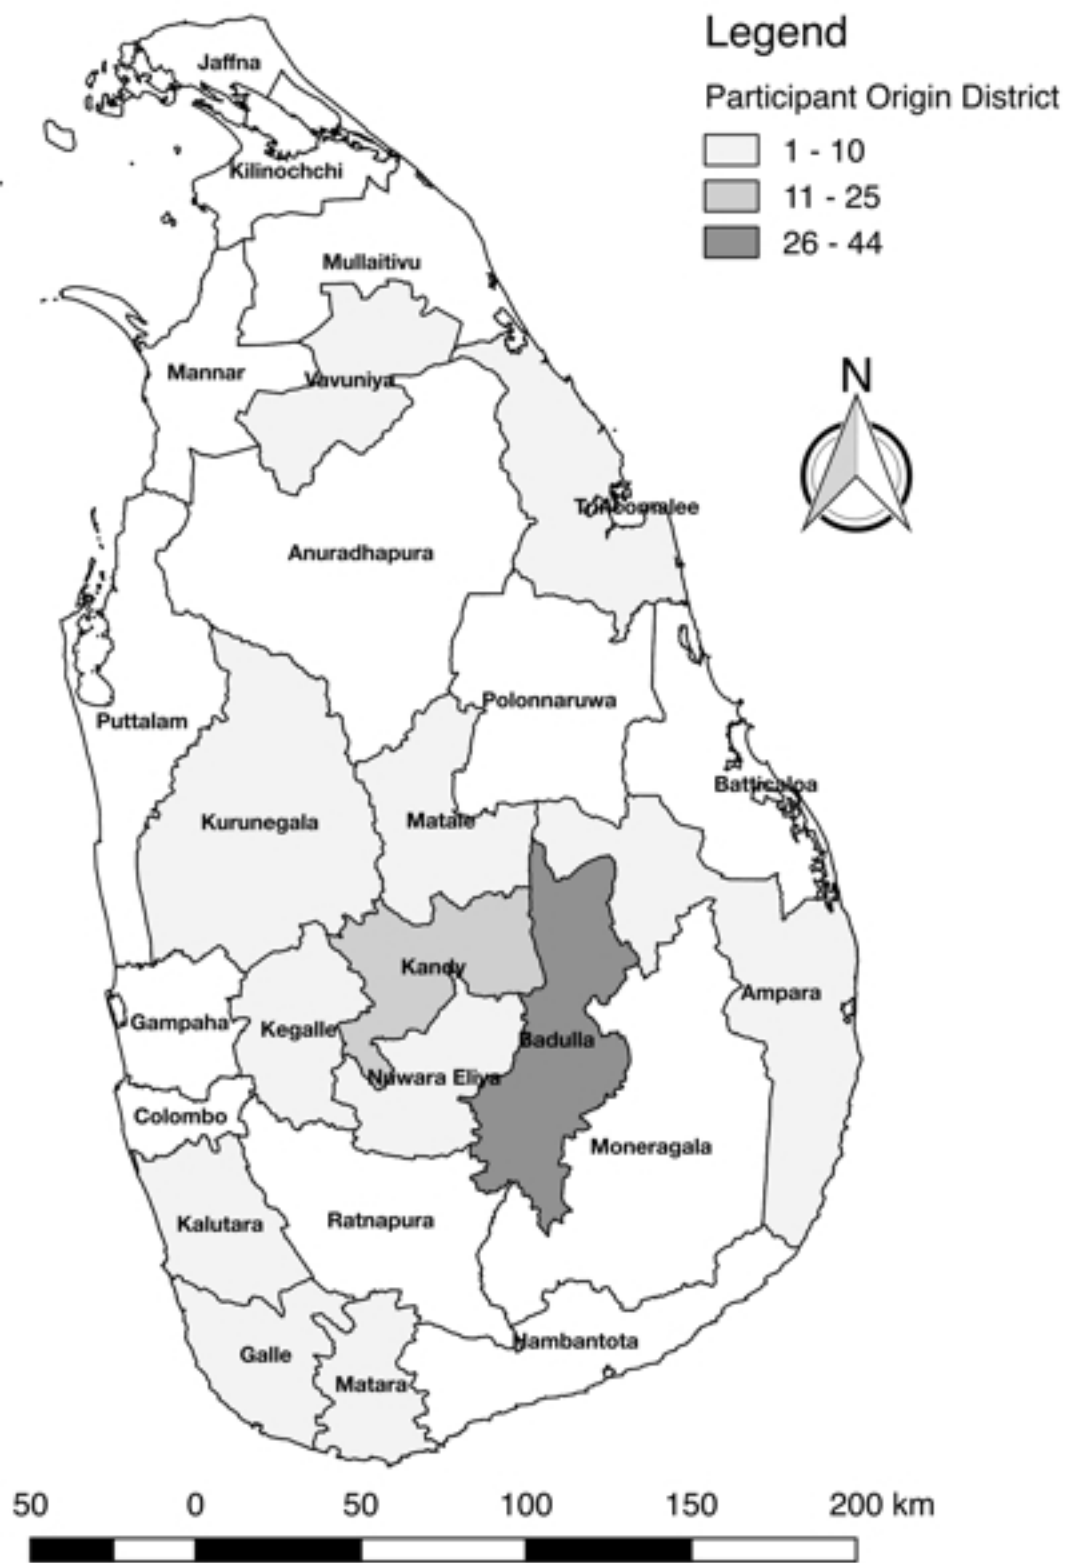 Legend
Participant Origin District
1 - 10
11 - 25
26 - 44
N
Jaffna
Kilinochchi
Mullaitivu
Mannar
Vavuniya
Trincomalee
Anuradhapura
Polonnaruwa
Puttalam
Batticaloa
Kurunegala
Matale
Kandy
Ampara
Gampaha
Kegalle
Badulla
Nuwara Eliya
Colombo
Moneragala
Kalutara
Ratnapura
Hambantota
Galle
Matara
50 0 50 100 150 200 km